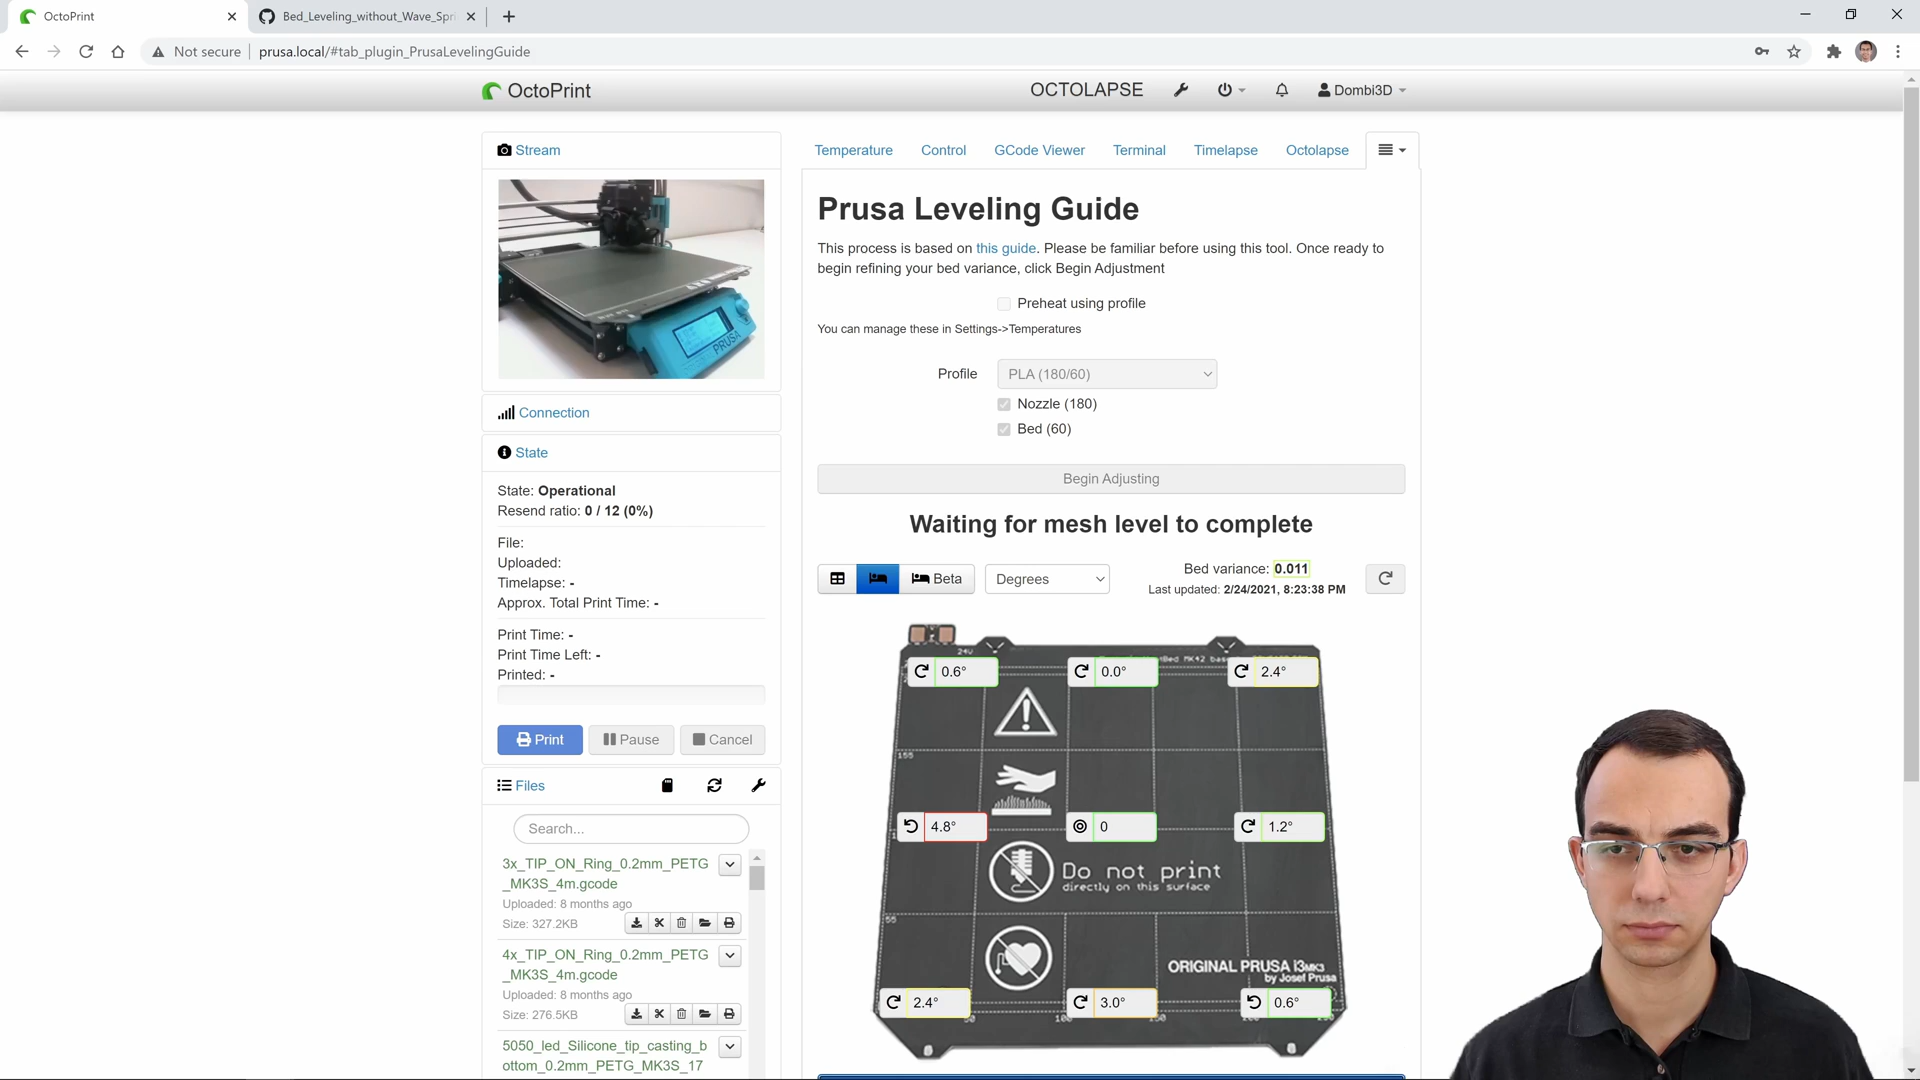 OctoPrint
Bed_Leveling_without_Wave_Spri
Not secure
prusa.local/#tab_plugin_PrusaLevelingGuide
OctoPrint
OCTOLAPSE
Dombi3D
Stream
PRUSA
Connection
State
State: Operational
Resend ratio: 0 / 12 (0%)
File:
Uploaded:
Timelapse: -
Approx. Total Print Time: -
Print Time: -
Print Time Left: -
Printed: -
Print
Pause
Cancel
Files
Search...
3x_TIP_ON_Ring_0.2mm_PETG
_MK3S_4m.gcode
Uploaded: 8 months ago
Size: 327.2KB
4x_TIP_ON_Ring_0.2mm_PETG
_MK3S_4m.gcode
Uploaded: 8 months ago
Size: 276.5KB
5050_led_Silicone_tip_casting_b
ottom_0.2mm_PETG_MK3S_17
Temperature
Control
GCode Viewer
Terminal
Timelapse
Octolapse
Prusa Leveling Guide
This process is based on this guide. Please be familiar before using this tool. Once ready to
begin refining your bed variance, click Begin Adjustment
Preheat using profile
You can manage these in Settings->Temperatures
Profile
PLA (180/60)
Nozzle (180)
Bed (60)
Begin Adjusting
Waiting for mesh level to complete
Beta
Degrees
Bed variance: 0.011
Last updated: 2/24/2021, 8:23:38 PM
24V
0.6°
0.0°
2.4°
155
4.8°
0
1.2°
Do not print
directly on this surface
55
ORIGINAL PRUSA i3MK3
by Josef Prusa
2.4°
3.0°
0.6°